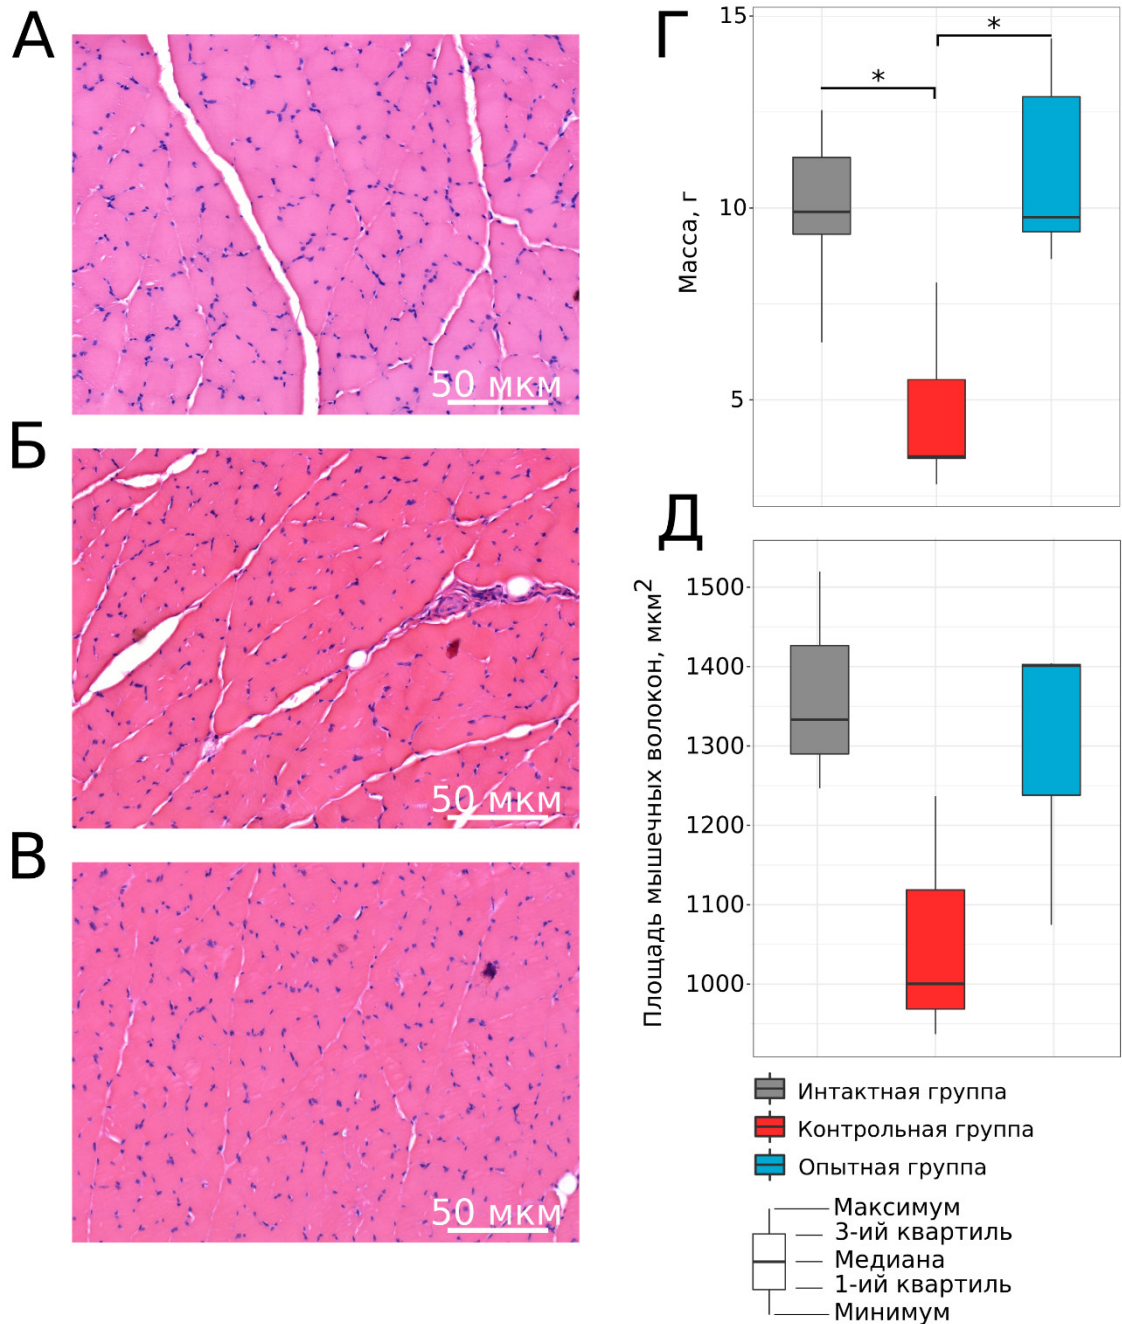 А
50 мкм
Б
50 мкм
В
50 мкм
Г
*
*
Масса, г
15
10
5
Д
Площадь мышечных волокон, мкм²
1500
1400
1300
1200
1100
1000
Интактная группа
Контрольная группа
Опытная группа
Максимум
3-ий квартиль
Медиана
1-ий квартиль
Минимум